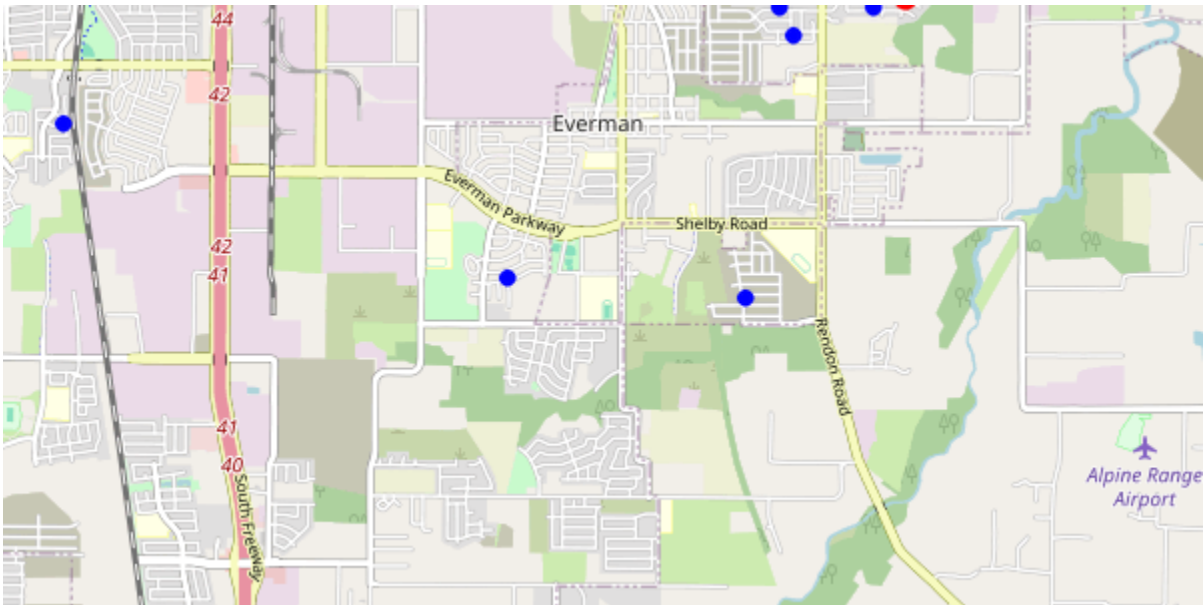 44
42
Everman
Everman Parkway
Shelby Road
42
41
Rendon Road
41
40
South Freeway
Alpine Range
Airport